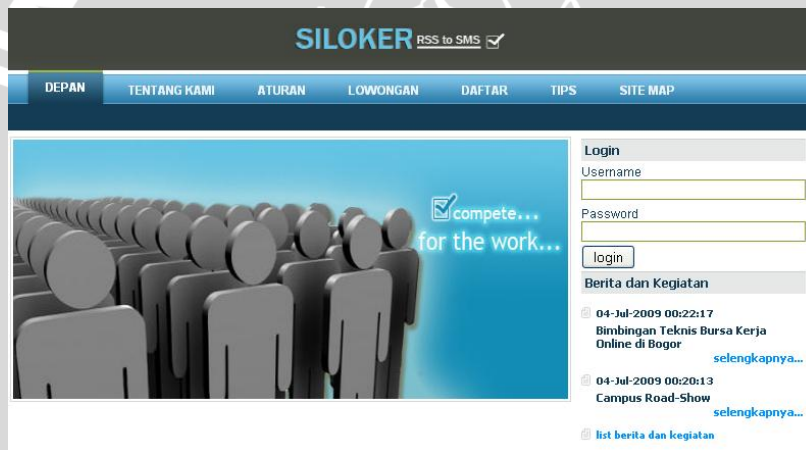 SILOKER RSS to SMS
DEPAN TENTANG KAMI ATURAN LOWONGAN DAFTAR TIPS SITE MAP
compete...
for the work...
Login
Username
Password
login
Berita dan Kegiatan
04-Jul-2009 00:22:17
Bimbingan Teknis Bursa Kerja
Online di Bogor
selengkapnya...
04-Jul-2009 00:20:13
Campus Road-Show
selengkapnya...
list berita dan kegiatan